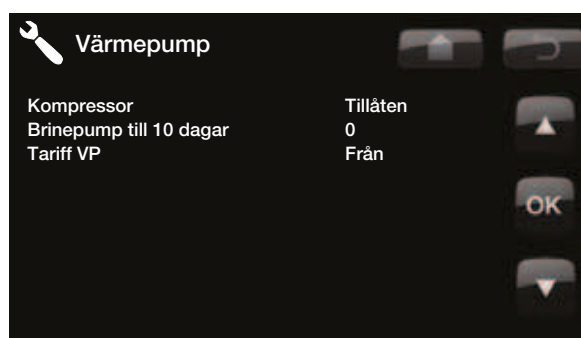 Värmepump
Kompressor Tillåten
Brinepump till 10 dagar 0
Tariff VP Från
OK